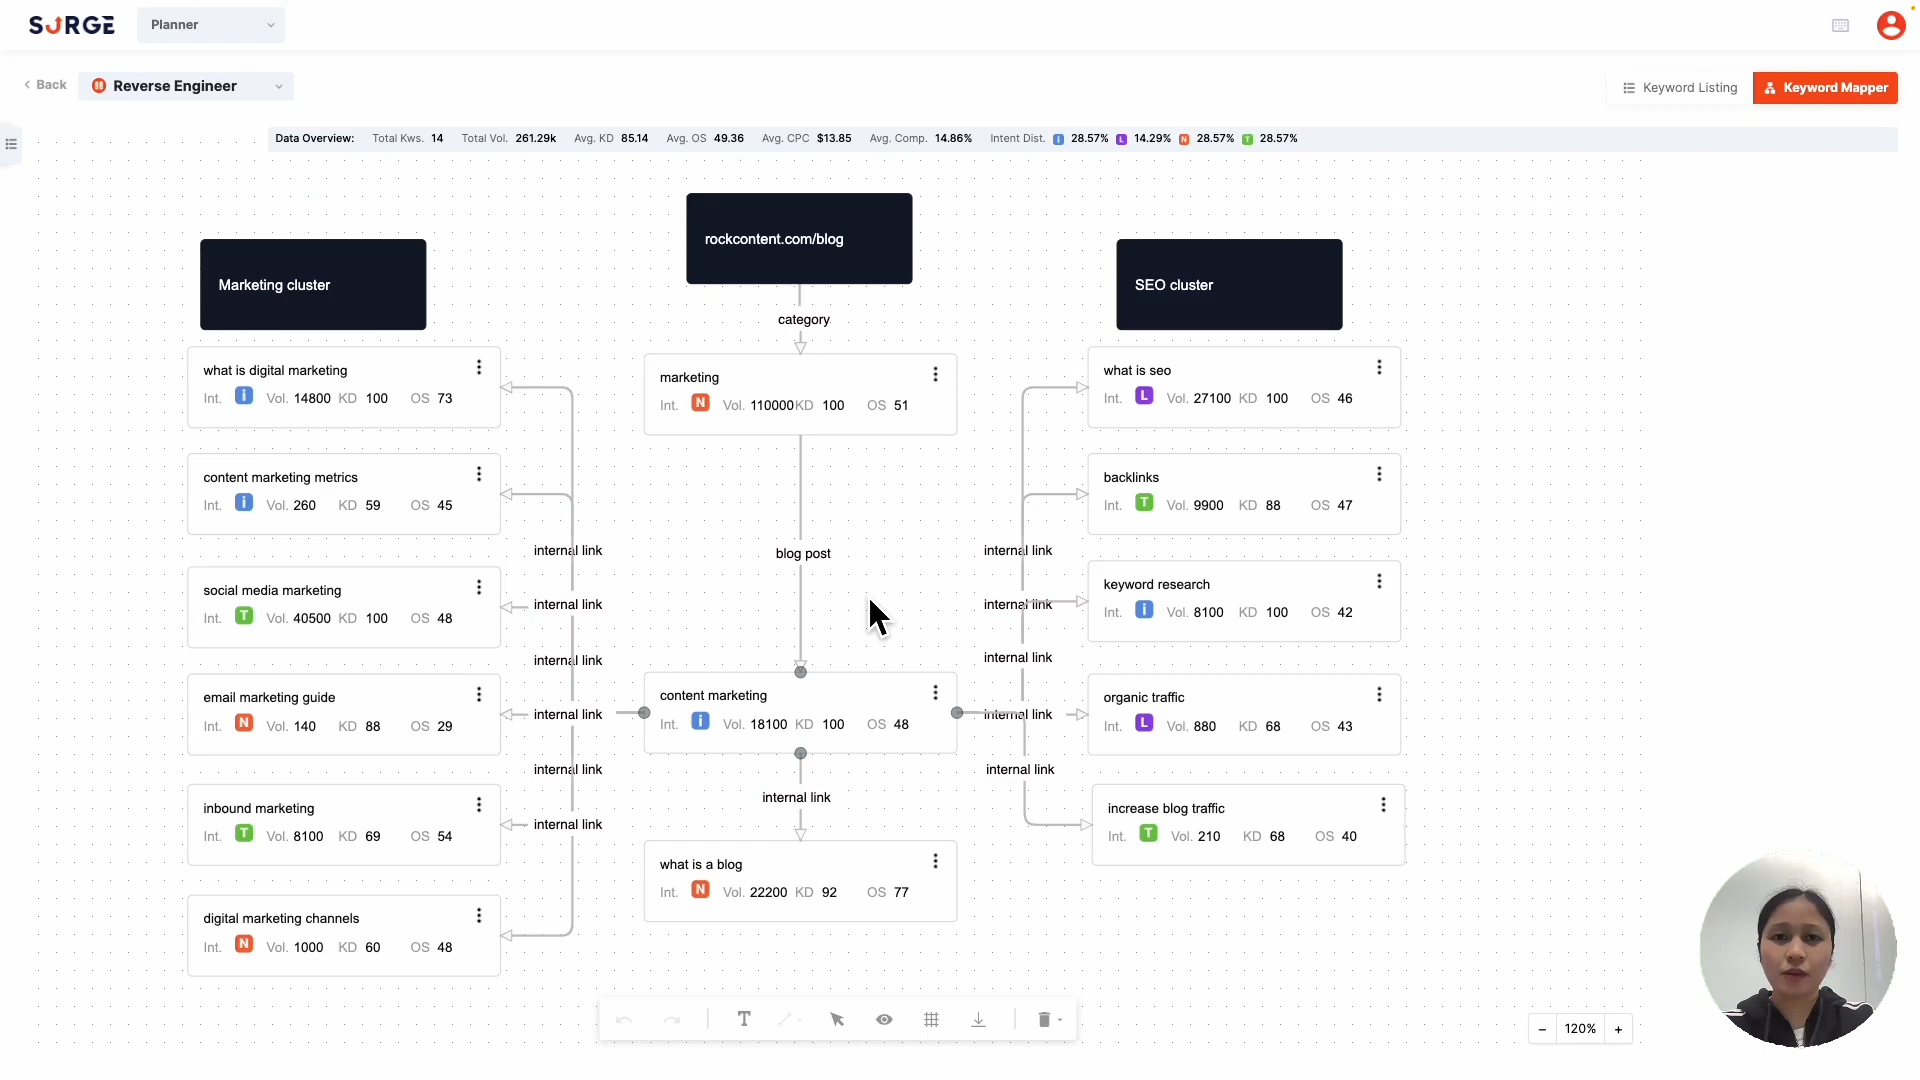 SURGE
Planner
Back
Reverse Engineer
Keyword Listing
Keyword Mapper
Data Overview: Total Kws. 14 Total Vol. 261.29k Avg. KD 85.14 Avg. OS 49.36 Avg. CPC $13.85 Avg. Comp. 14.86% Intent Dist. i 28.57% L 14.29% N 28.57% T 28.57%
Marketing cluster
what is digital marketing
Int. i Vol. 14800 KD 100 OS 73
content marketing metrics
Int. i Vol. 260 KD 59 OS 45
social media marketing
Int. T Vol. 40500 KD 100 OS 48
email marketing guide
Int. N Vol. 140 KD 88 OS 29
inbound marketing
Int. T Vol. 8100 KD 69 OS 54
digital marketing channels
Int. N Vol. 1000 KD 60 OS 48
internal link
internal link
internal link
internal link
internal link
internal link
rockcontent.com/blog
category
marketing
Int. N Vol. 110000 KD 100 OS 51
blog post
content marketing
Int. i Vol. 18100 KD 100 OS 48
internal link
what is a blog
Int. N Vol. 22200 KD 92 OS 77
internal link
internal link
internal link
internal link
internal link
SEO cluster
what is seo
Int. L Vol. 27100 KD 100 OS 46
backlinks
Int. T Vol. 9900 KD 88 OS 47
keyword research
Int. i Vol. 8100 KD 100 OS 42
organic traffic
Int. L Vol. 880 KD 68 OS 43
increase blog traffic
Int. T Vol. 210 KD 68 OS 40
T
− 120% +